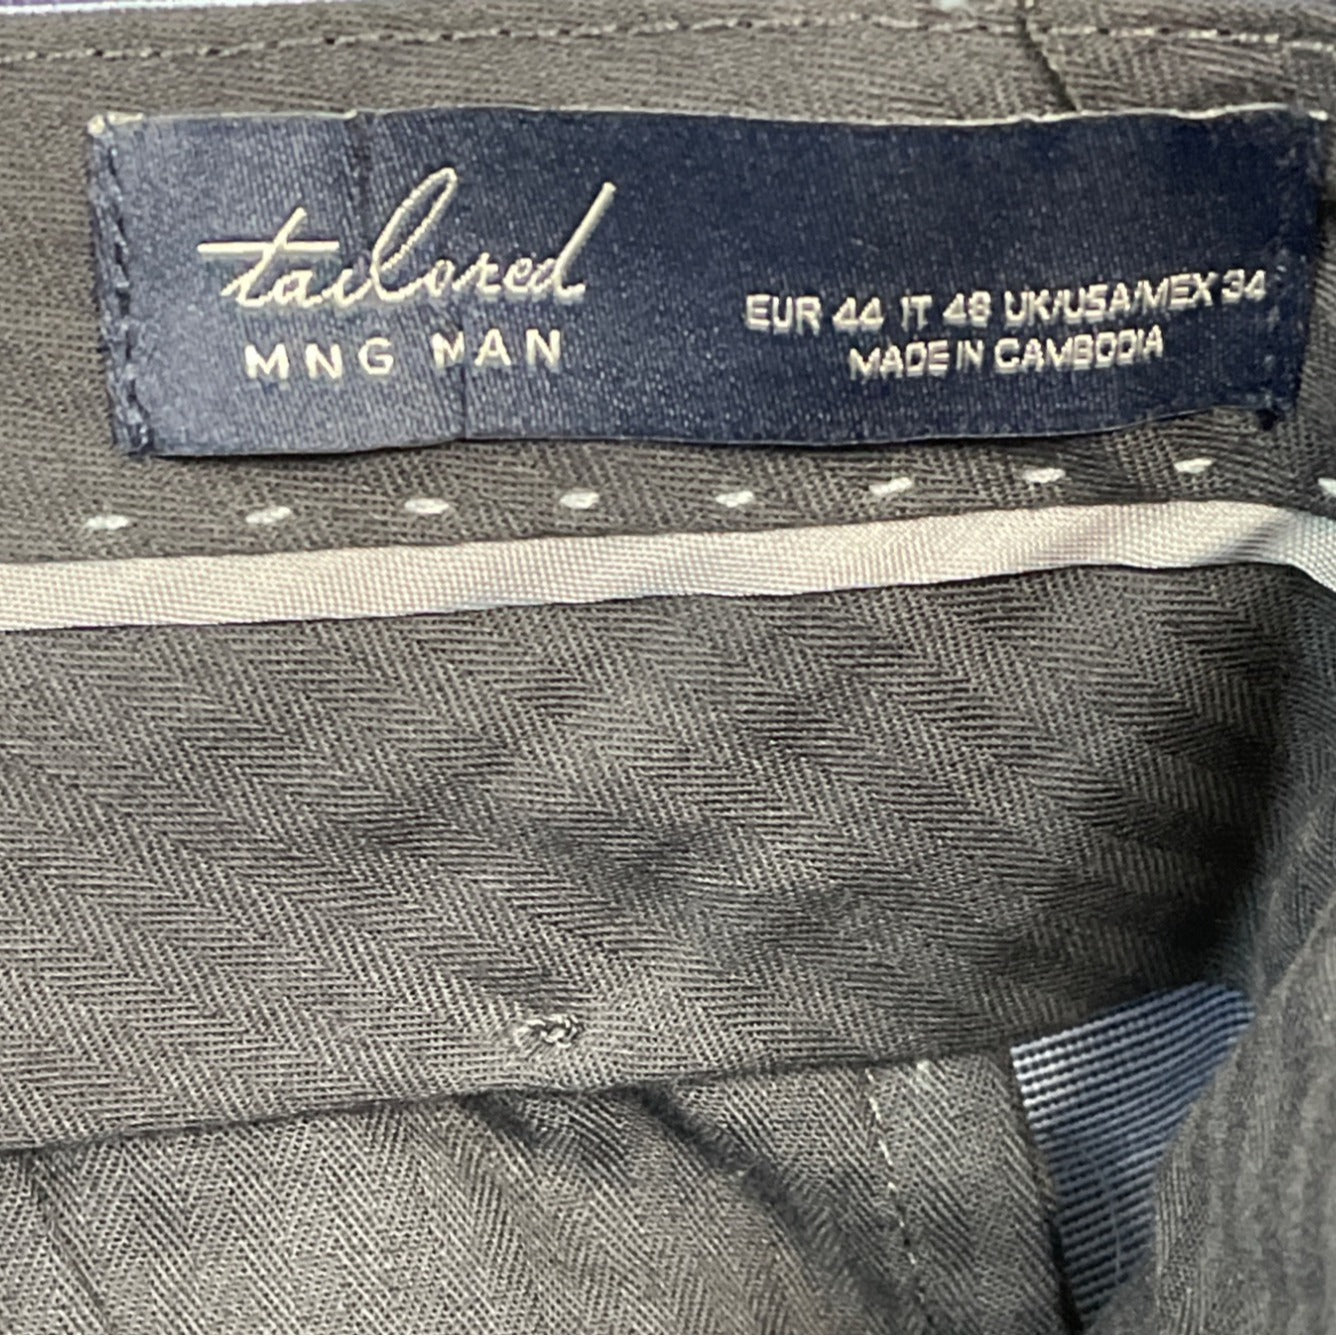 tailored
MNG MAN
EUR 44 IT 48 UK/USA/MEX 34
MADE IN CAMBODIA